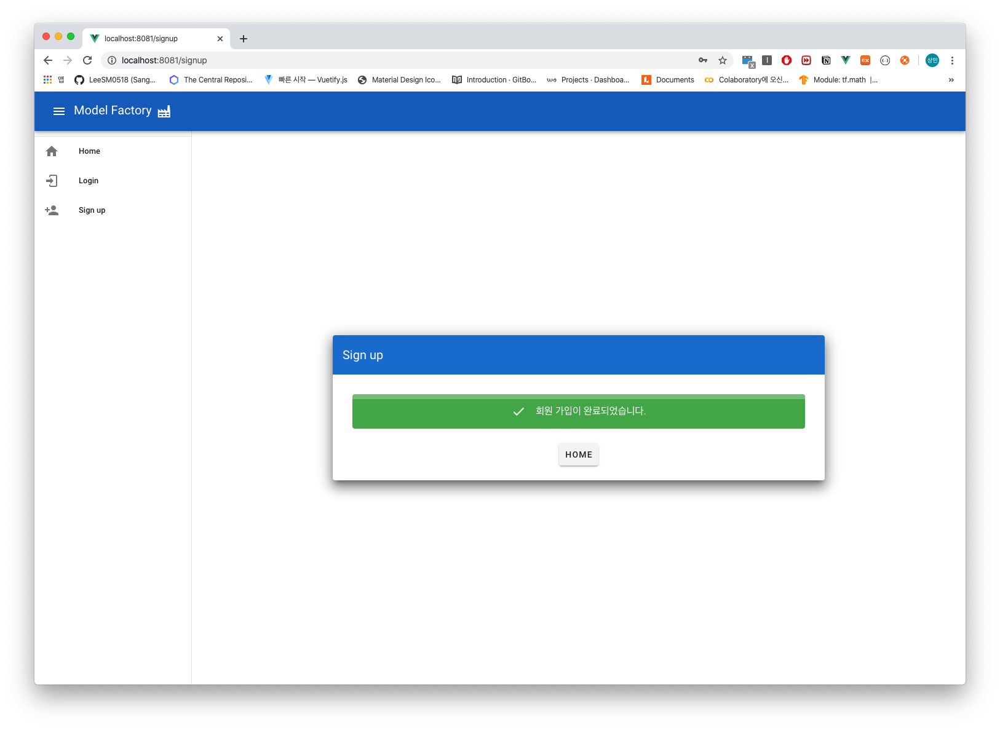 localhost:8081/signup
localhost:8081/signup
상민
앱
LeeSM0518 (Sang...
The Central Reposi...
빠른 시작 — Vuetify.js
Material Design Ico...
Introduction · GitBo...
Projects · Dashboa...
Documents
Colaboratory에 오신...
Module: tf.math |...
»
Model Factory
Home
Login
Sign up
Sign up
회원 가입이 완료되었습니다.
HOME